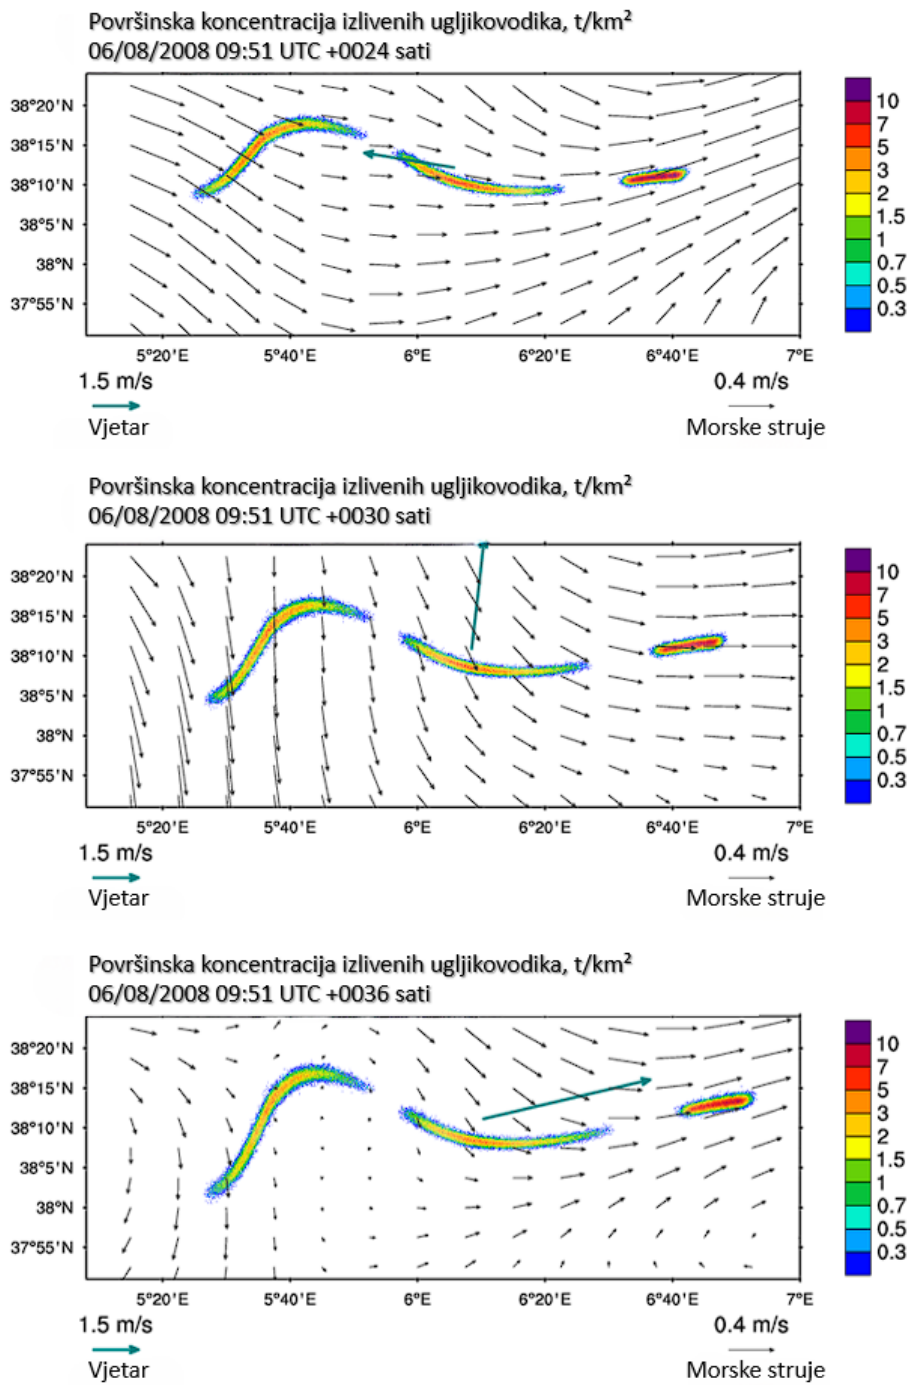 Površinska koncentracija izlivenih ugljikovodika, t/km²
06/08/2008 09:51 UTC +0024 sati
38°20'N
38°15'N
38°10'N
38°5'N
38°N
37°55'N
5°20'E 5°40'E 6°E 6°20'E 6°40'E 7°E
10
7
5
3
2
1.5
1
0.7
0.5
0.3
1.5 m/s 0.4 m/s
Vjetar Morske struje
Površinska koncentracija izlivenih ugljikovodika, t/km²
06/08/2008 09:51 UTC +0030 sati
38°20'N
38°15'N
38°10'N
38°5'N
38°N
37°55'N
5°20'E 5°40'E 6°E 6°20'E 6°40'E 7°E
10
7
5
3
2
1.5
1
0.7
0.5
0.3
1.5 m/s 0.4 m/s
Vjetar Morske struje
Površinska koncentracija izlivenih ugljikovodika, t/km²
06/08/2008 09:51 UTC +0036 sati
38°20'N
38°15'N
38°10'N
38°5'N
38°N
37°55'N
5°20'E 5°40'E 6°E 6°20'E 6°40'E 7°E
10
7
5
3
2
1.5
1
0.7
0.5
0.3
1.5 m/s 0.4 m/s
Vjetar Morske struje